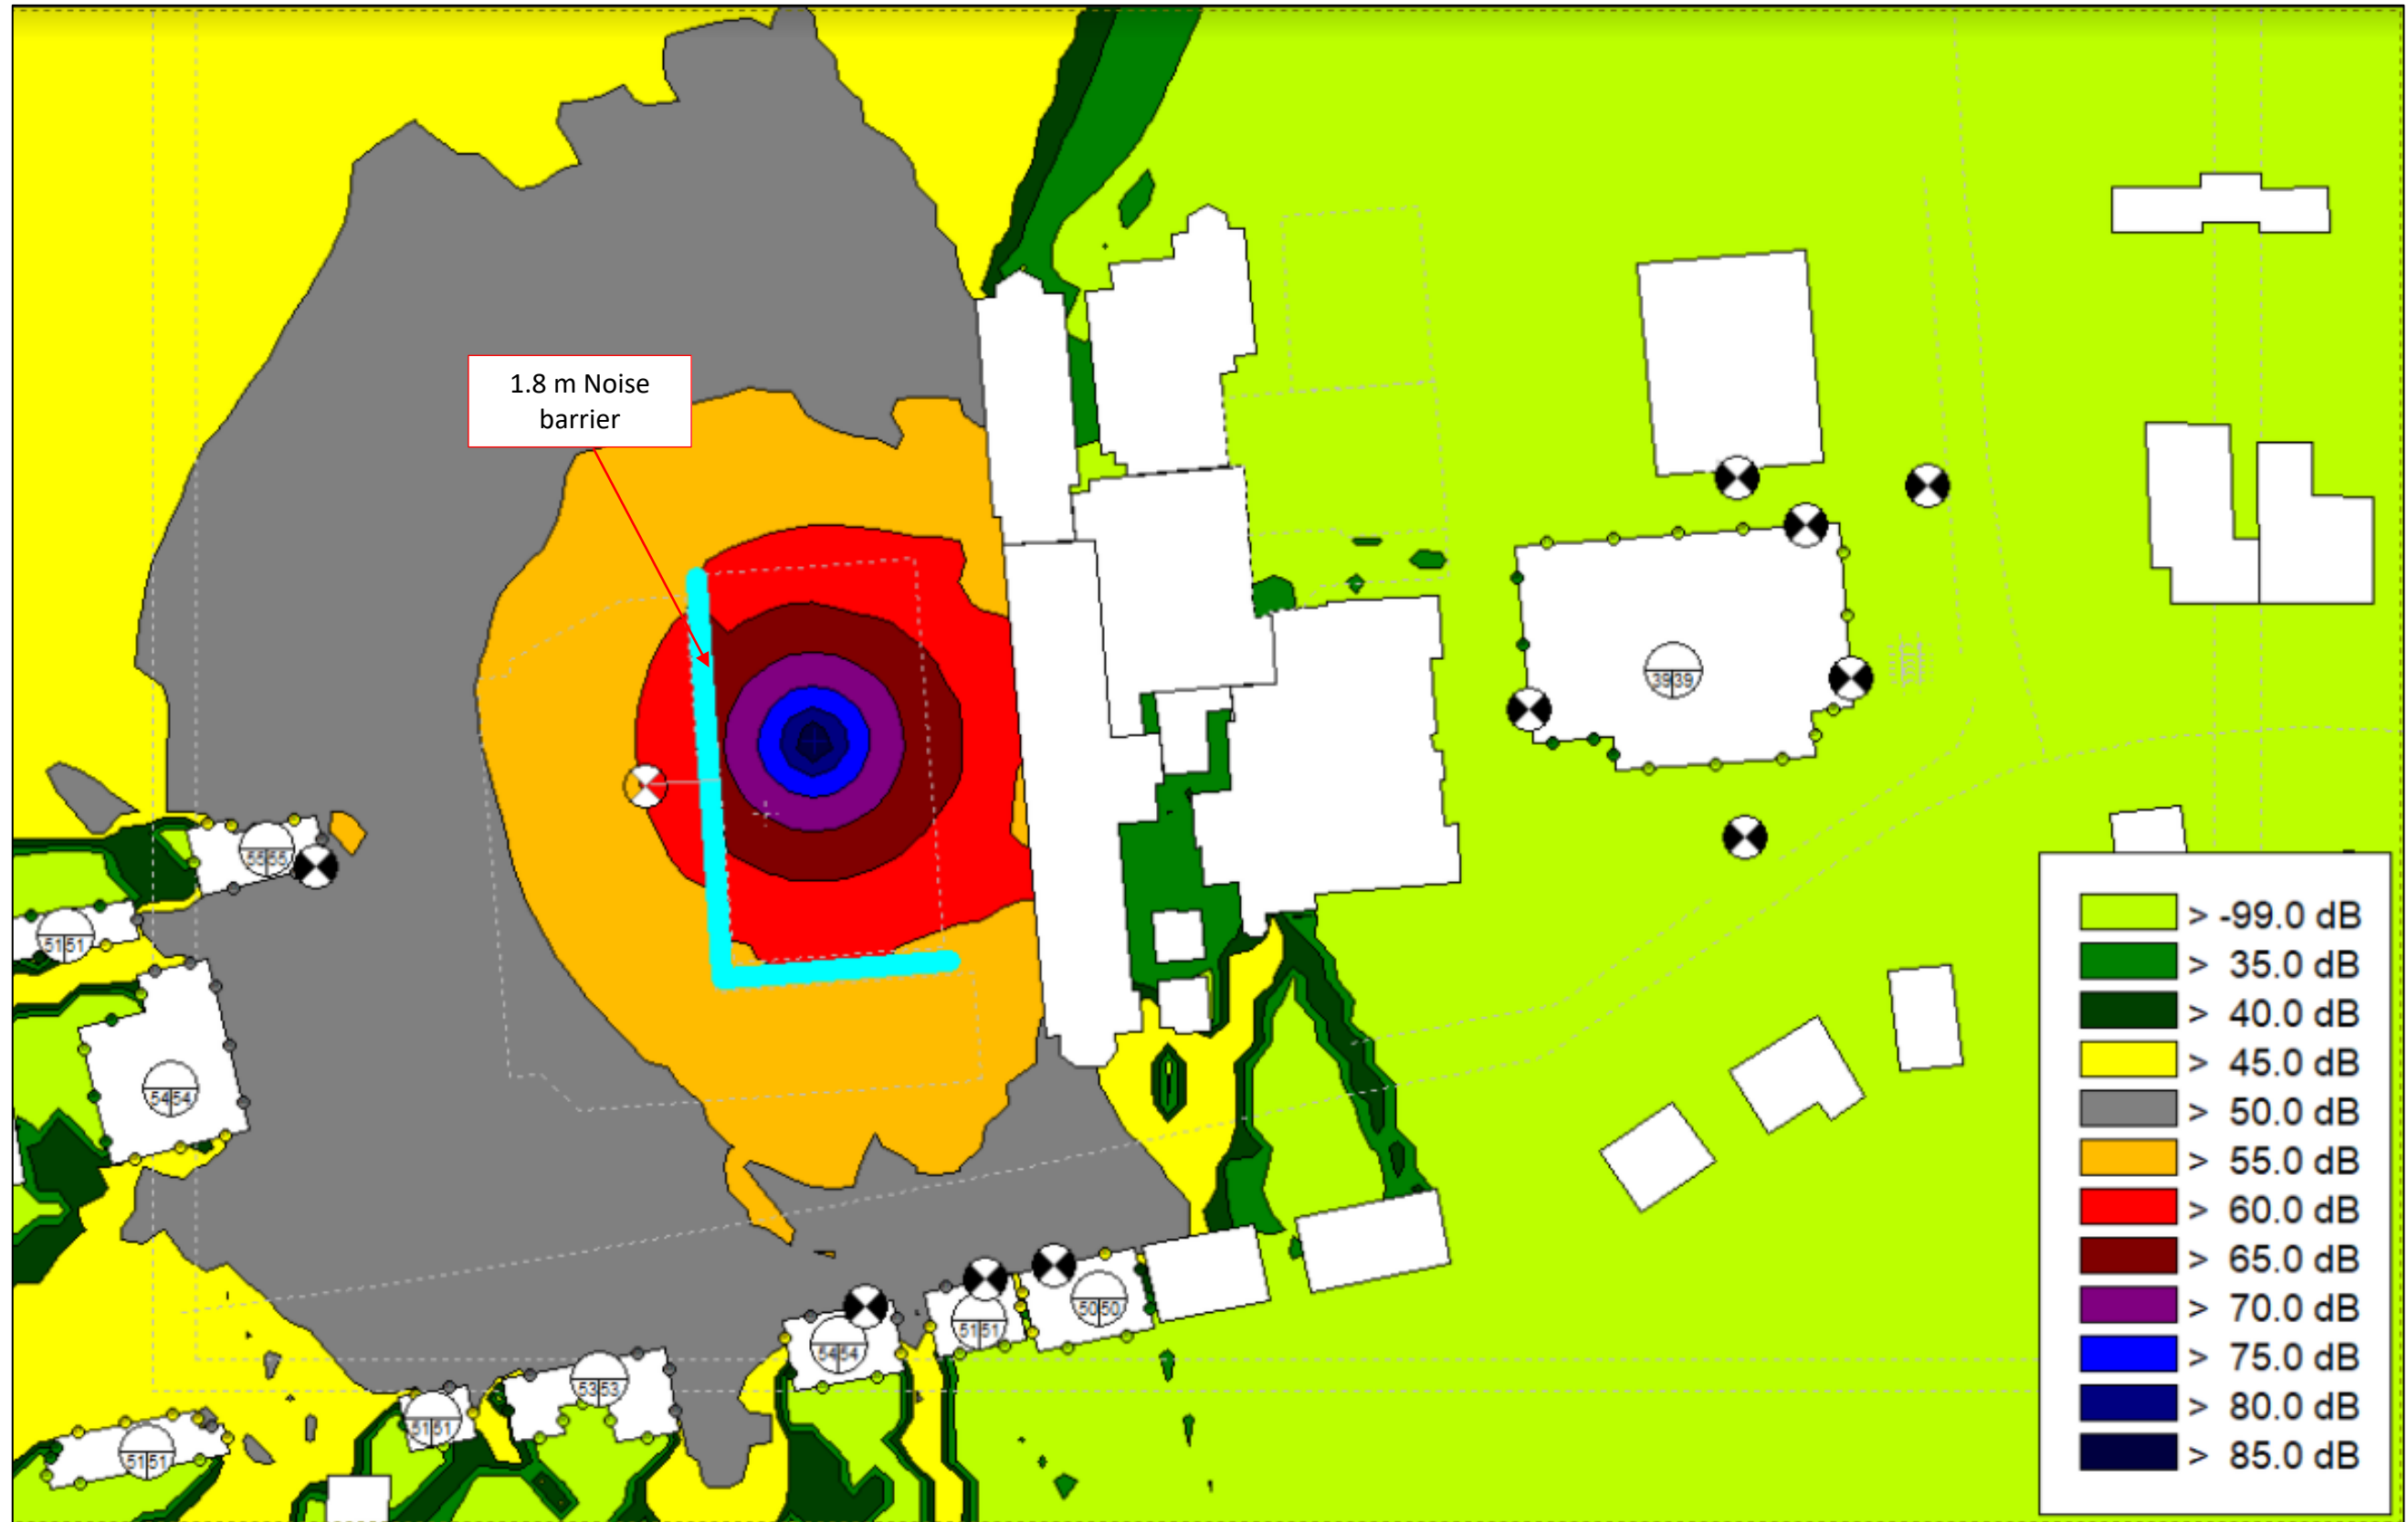 1.8 m Noise
barrier
39 39
55 55
51 51
54 54
> -99.0 dB
> 35.0 dB
> 40.0 dB
> 45.0 dB
> 50.0 dB
> 55.0 dB
> 60.0 dB
> 65.0 dB
> 70.0 dB
> 75.0 dB
> 80.0 dB
> 85.0 dB
50 50
51 51
54 54
53 53
51 51
51 51